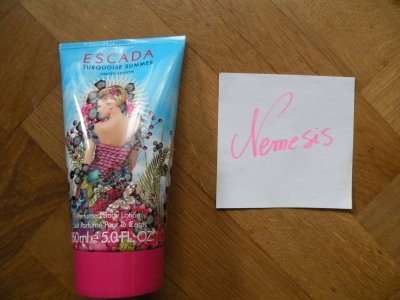 ESCADA
TURQUOISE SUMMER
LIMITED EDITION
Perfumed Body Lotion
Lait Parfumé Pour le Corps
150ml e 5.0 FL. OZ.
Nemesis